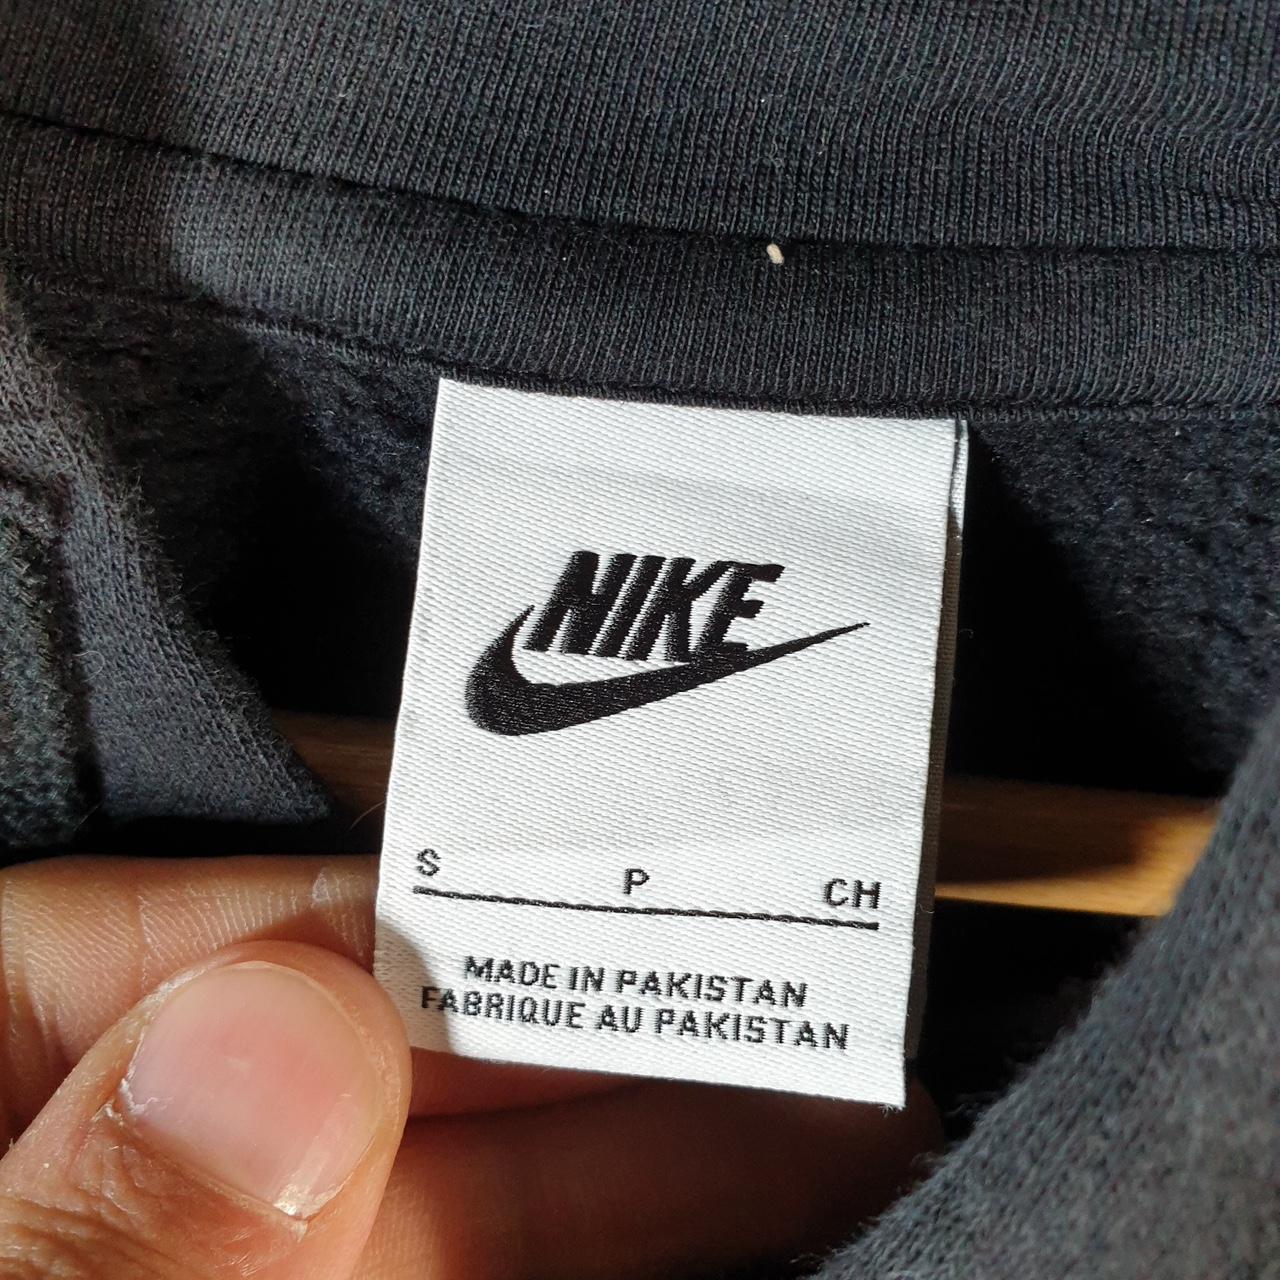 NIKE
S P CH
MADE IN PAKISTAN
FABRIQUE AU PAKISTAN